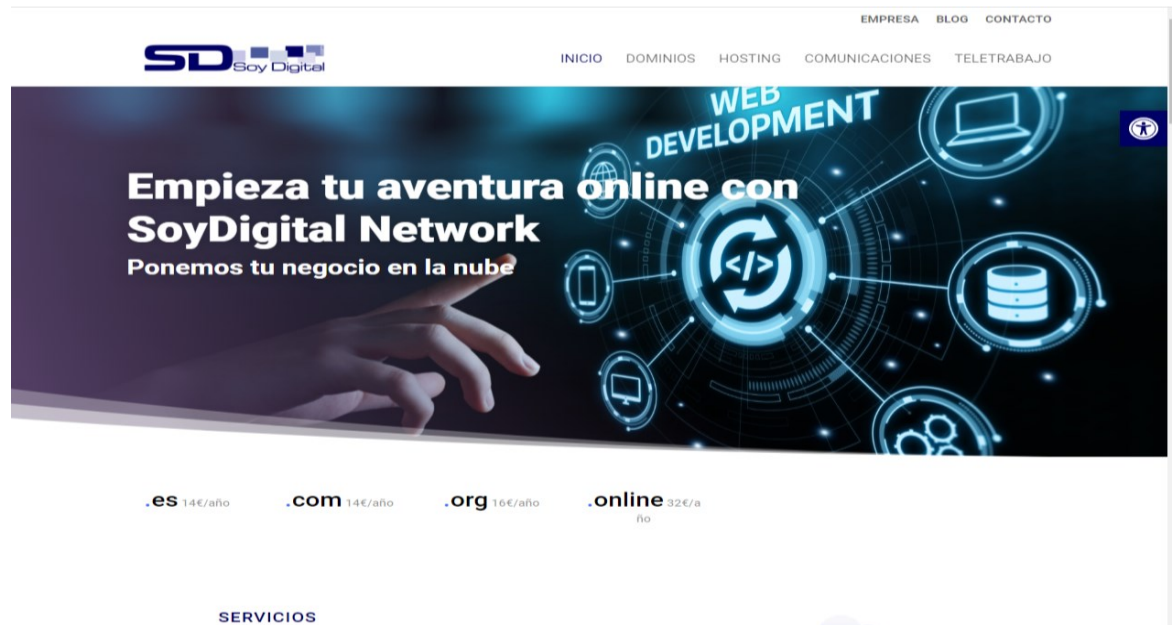 EMPRESA BLOG CONTACTO
SD Soy Digital
INICIO DOMINIOS HOSTING COMUNICACIONES TELETRABAJO
WEB
DEVELOPMENT
Empieza tu aventura online con
SoyDigital Network
Ponemos tu negocio en la nube
</>
.es 14€/año .com 14€/año .org 16€/año .online 32€/a
ño
SERVICIOS